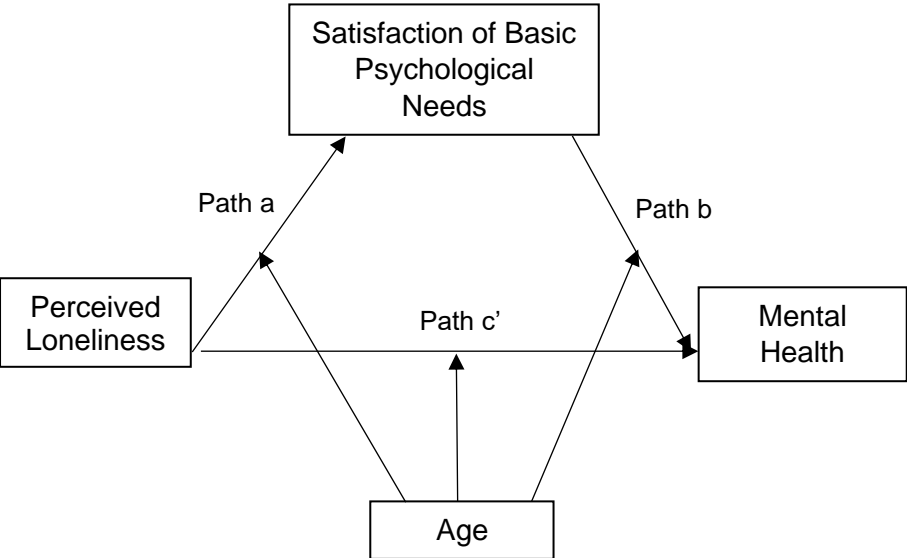 Satisfaction of Basic
Psychological
Needs
Path a
Path b
Perceived
Loneliness
Path c’
Mental
Health
Age